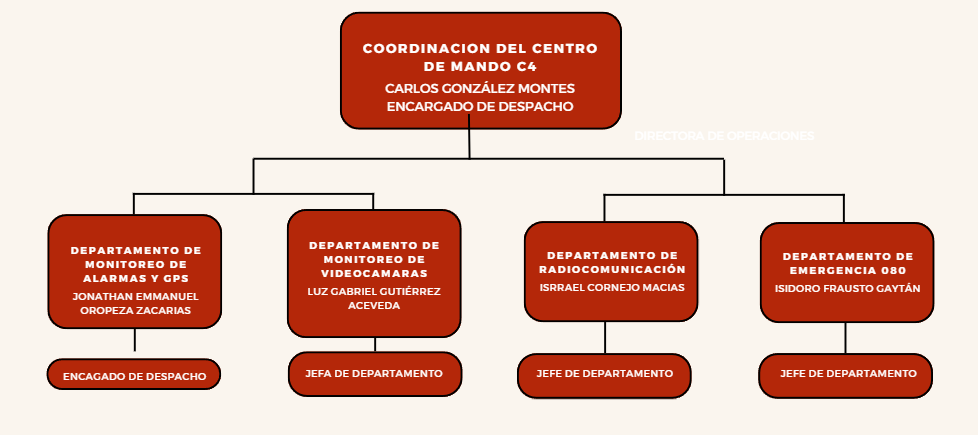 COORDINACION DEL CENTRO
DE MANDO C4
CARLOS GONZÁLEZ MONTES
ENCARGADO DE DESPACHO
DIRECTORA DE OPERACIONES
DEPARTAMENTO DE
MONITOREO DE
ALARMAS Y GPS
JONATHAN EMMANUEL
OROPEZA ZACARIAS
ENCAGADO DE DESPACHO
DEPARTAMENTO DE
MONITOREO DE
VIDEOCAMARAS
LUZ GABRIEL GUTIÉRREZ
ACEVEDA
JEFA DE DEPARTAMENTO
DEPARTAMENTO DE
RADIOCOMUNICACIÓN
ISRRAEL CORNEJO MACIAS
JEFE DE DEPARTAMENTO
DEPARTAMENTO DE
EMERGENCIA 080
ISIDORO FRAUSTO GAYTÁN
JEFE DE DEPARTAMENTO